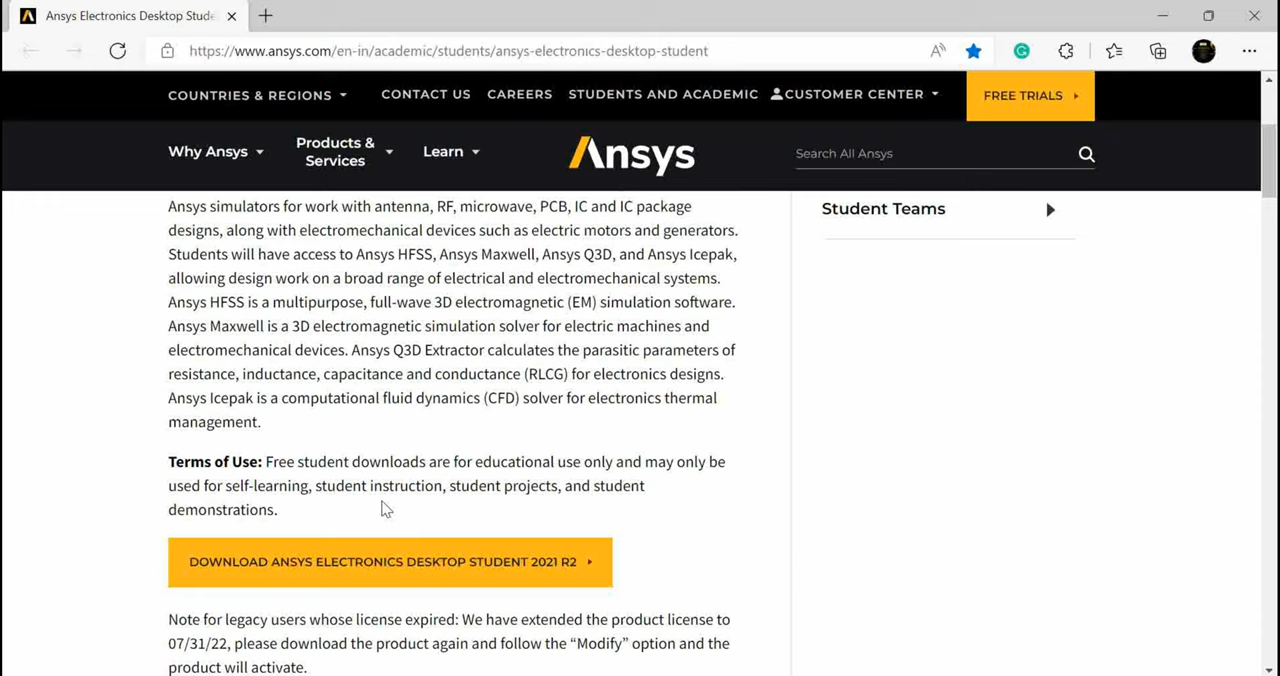 Ansys Electronics Desktop Stude
https://www.ansys.com/en-in/academic/students/ansys-electronics-desktop-student
COUNTRIES & REGIONS CONTACT US CAREERS STUDENTS AND ACADEMIC CUSTOMER CENTER FREE TRIALS
Why Ansys Products & Services Learn Ansys Search All Ansys
Ansys simulators for work with antenna, RF, microwave, PCB, IC and IC package
designs, along with electromechanical devices such as electric motors and generators.
Students will have access to Ansys HFSS, Ansys Maxwell, Ansys Q3D, and Ansys Icepak,
allowing design work on a broad range of electrical and electromechanical systems.
Ansys HFSS is a multipurpose, full-wave 3D electromagnetic (EM) simulation software.
Ansys Maxwell is a 3D electromagnetic simulation solver for electric machines and
electromechanical devices. Ansys Q3D Extractor calculates the parasitic parameters of
resistance, inductance, capacitance and conductance (RLCG) for electronics designs.
Ansys Icepak is a computational fluid dynamics (CFD) solver for electronics thermal
management.
Terms of Use: Free student downloads are for educational use only and may only be
used for self-learning, student instruction, student projects, and student
demonstrations.
DOWNLOAD ANSYS ELECTRONICS DESKTOP STUDENT 2021 R2
Note for legacy users whose license expired: We have extended the product license to
07/31/22, please download the product again and follow the “Modify” option and the
product will activate.
Student Teams